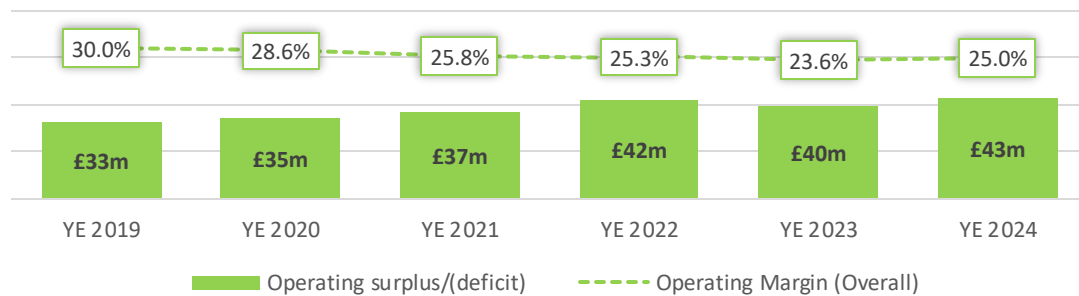 30.0% 28.6% 25.8% 25.3% 23.6% 25.0%
£33m £35m £37m £42m £40m £43m
YE 2019 YE 2020 YE 2021 YE 2022 YE 2023 YE 2024
Operating surplus/(deficit) Operating Margin (Overall)